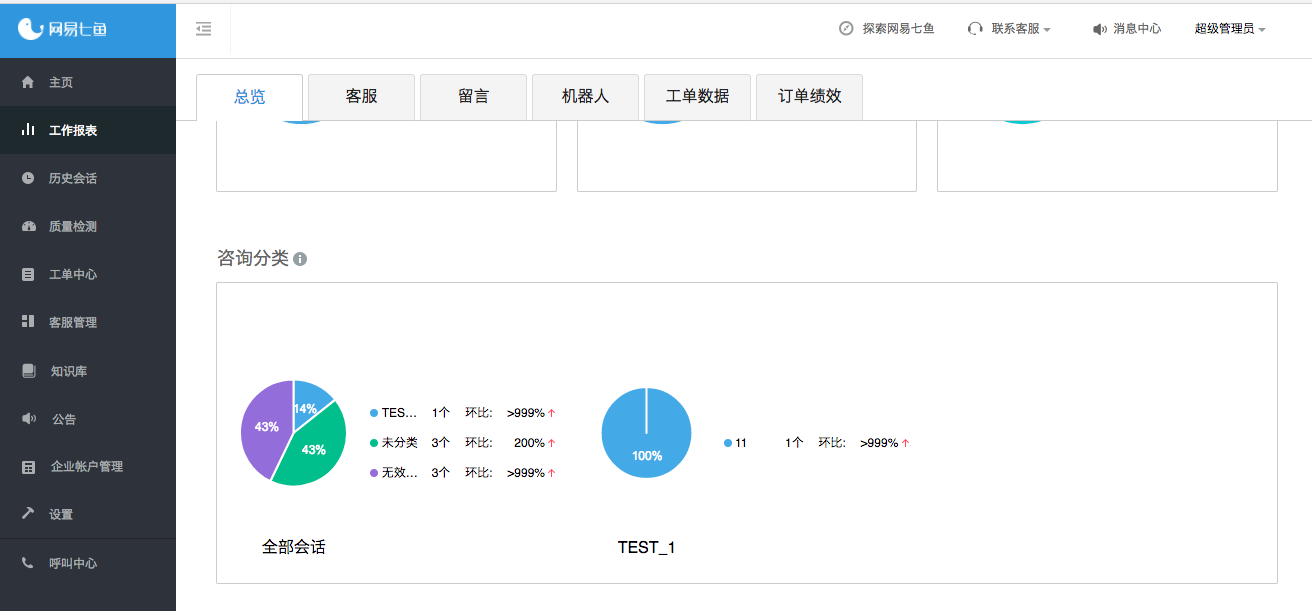 网易七鱼
探索网易七鱼 联系客服 消息中心 超级管理员
主页
工作报表
历史会话
质量检测
工单中心
客服管理
知识库
公告
企业帐户管理
设置
呼叫中心
总览 客服 留言 机器人 工单数据 订单绩效
咨询分类
14%
43%
43%
TES... 1个 环比: >999%↑
未分类 3个 环比: 200%↑
无效... 3个 环比: >999%↑
全部会话
100%
11 1个 环比: >999%↑
TEST_1